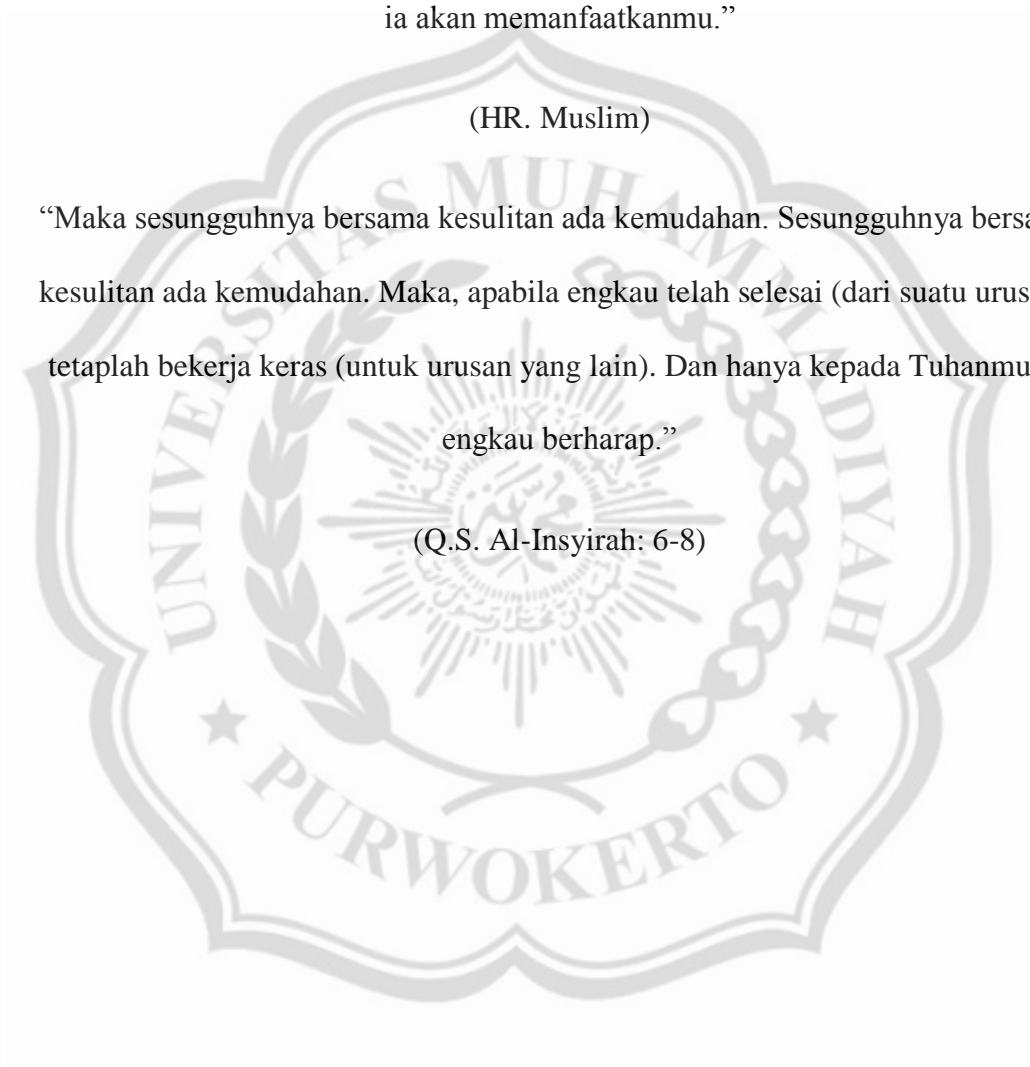 ia akan memanfaatkanmu.”
(HR. Muslim)
“Maka sesungguhnya bersama kesulitan ada kemudahan. Sesungguhnya bersa
kesulitan ada kemudahan. Maka, apabila engkau telah selesai (dari suatu urus
tetaplah bekerja keras (untuk urusan yang lain). Dan hanya kepada Tuhanmu
engkau berharap.”
(Q.S. Al-Insyirah: 6-8)
UNIVERSITAS MUHAMMADIYAH
PURWOKERTO